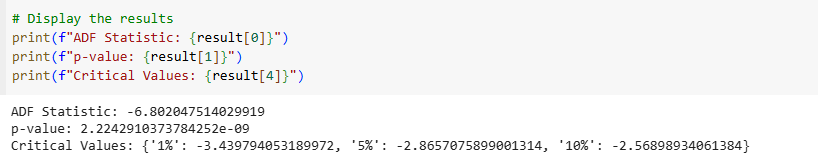 # Display the results
print(f"ADF Statistic: {result[0]}")
print(f"p-value: {result[1]}")
print(f"Critical Values: {result[4]}")
ADF Statistic: -6.802047514029919
p-value: 2.2242910373784252e-09
Critical Values: {'1%': -3.439794053189972, '5%': -2.8657075899001314, '10%': -2.56898934061384}